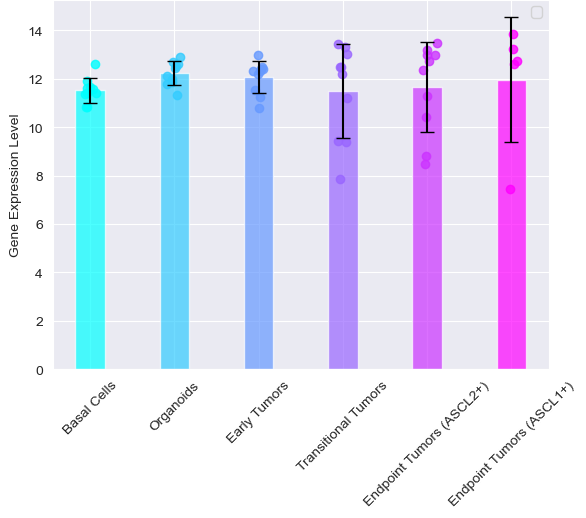 14
12
10
8
6
4
2
0
Gene Expression Level
Basal Cells
Organoids
Early Tumors
Transitional Tumors
Endpoint Tumors (ASCL2+)
Endpoint Tumors (ASCL1+)